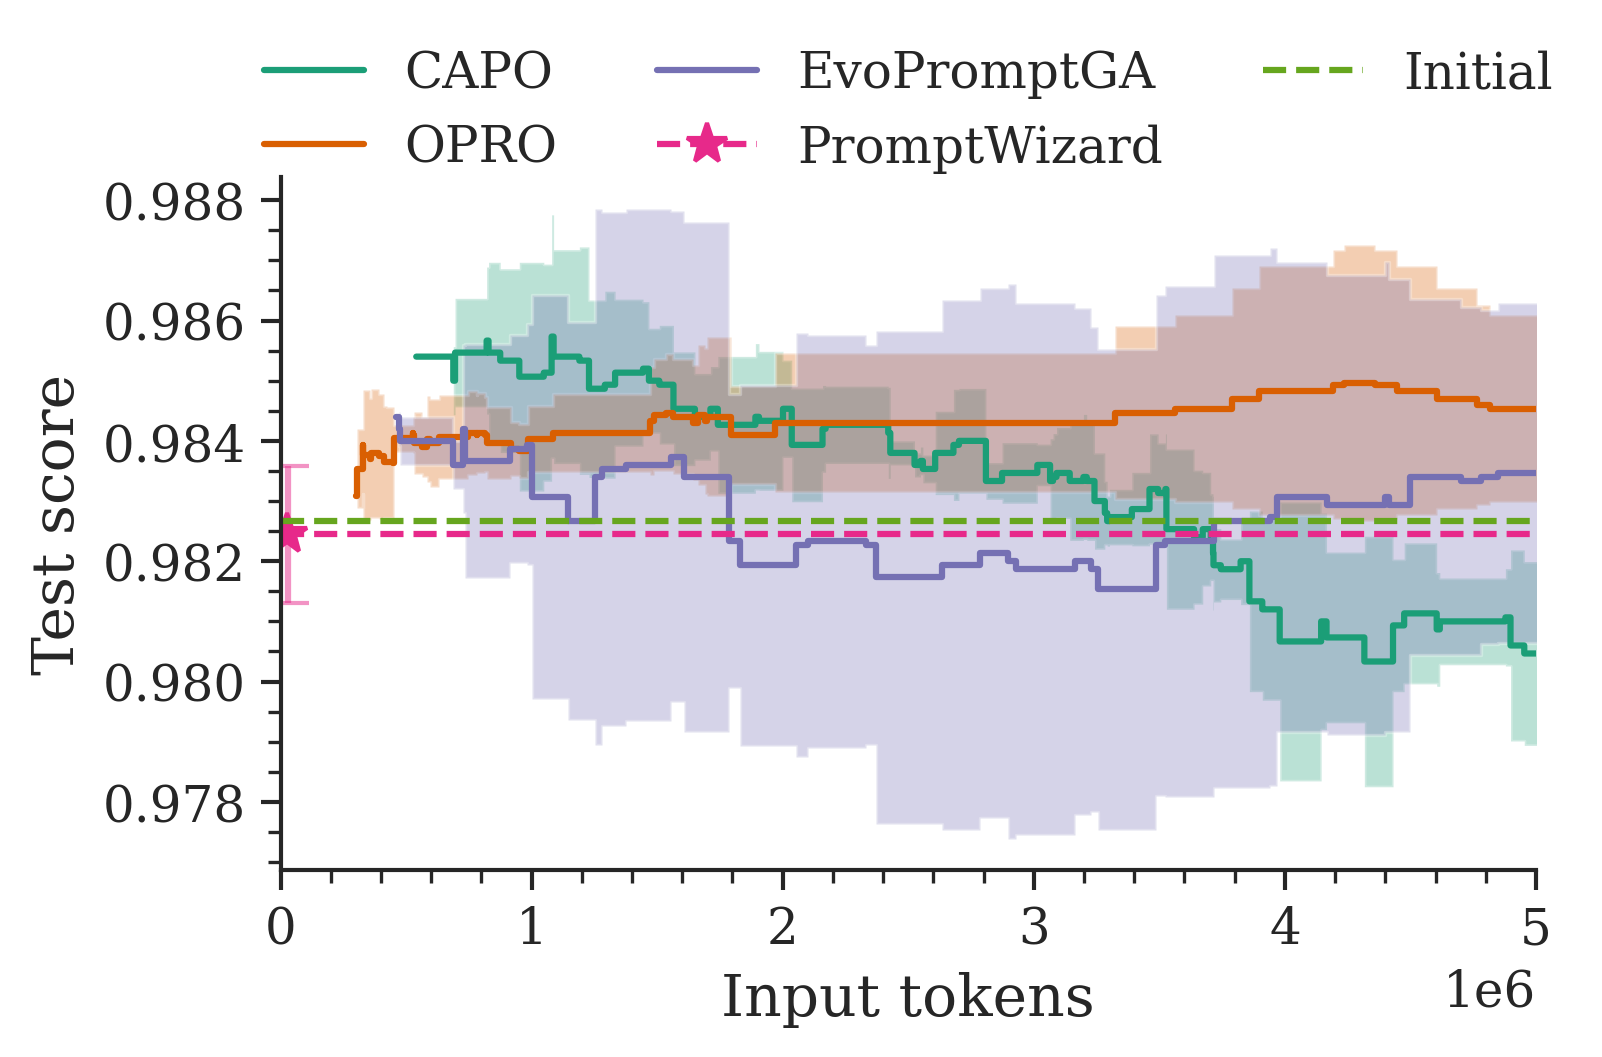 CAPO EvoPromptGA Initial
OPRO PromptWizard
0.988
0.986
0.984
0.982
0.980
0.978
Test score
0 1 2 3 4 5
Input tokens
1e6